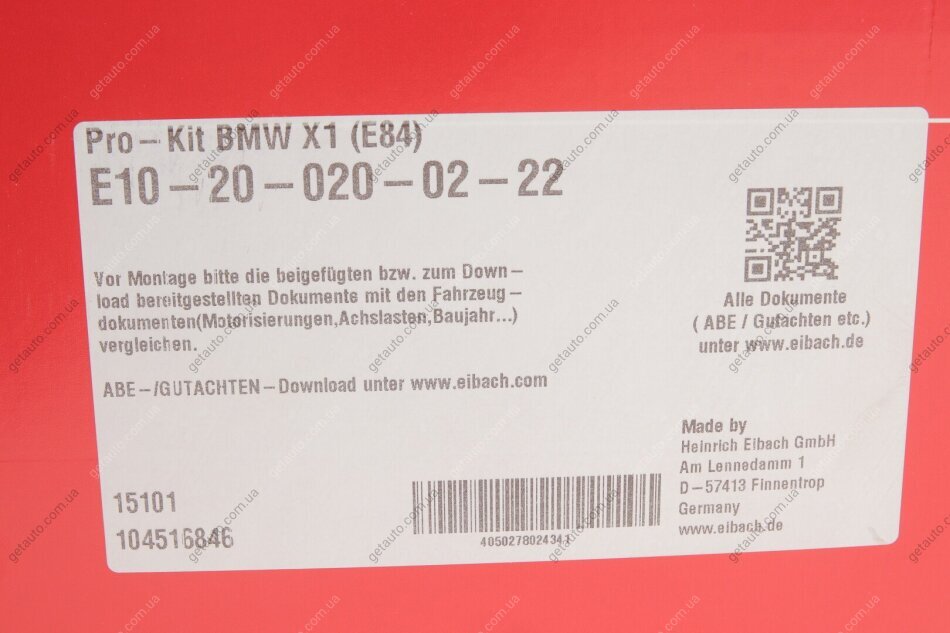 Pro – Kit BMW X1 (E84)
E10 – 20 – 020 – 02 – 22
Vor Montage bitte die beigefügten bzw. zum Down –
load bereitgestellten Dokumente mit den Fahrzeug –
dokumenten(Motorisierungen,Achslasten,Baujahr...)
vergleichen.
ABE –/GUTACHTEN – Download unter www.eibach.com
Alle Dokumente
( ABE / Gutachten etc.)
unter www.eibach.de
Made by
Heinrich Eibach GmbH
Am Lennedamm 1
D – 57413 Finnentrop
Germany
www.eibach.de
15101
104516846
4050278024341
getauto.com.ua